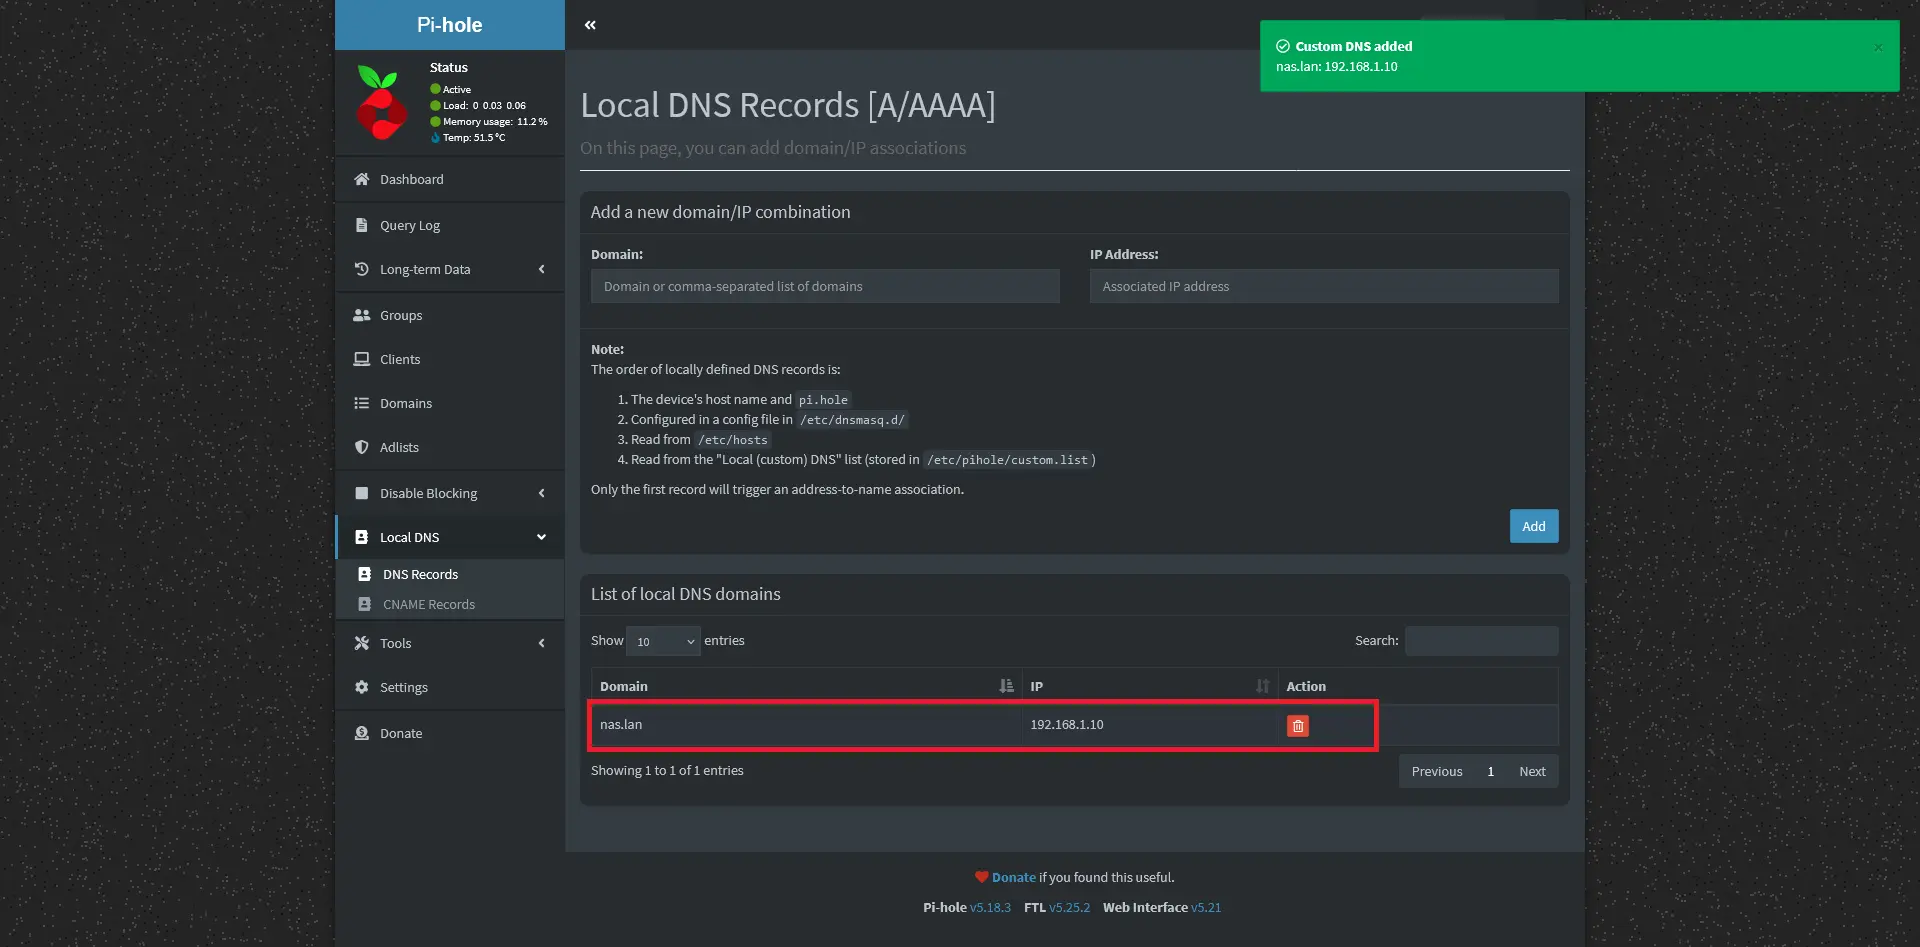 Pi-hole
«
Custom DNS added
nas.lan: 192.168.1.10
×
Status
Active
Load: 0 0.03 0.06
Memory usage: 11.2 %
Temp: 51.5 °C
Dashboard
Query Log
Long-term Data
Groups
Clients
Domains
Adlists
Disable Blocking
Local DNS
DNS Records
CNAME Records
Tools
Settings
Donate
Local DNS Records [A/AAAA]
On this page, you can add domain/IP associations
Add a new domain/IP combination
Domain: IP Address:
Domain or comma-separated list of domains Associated IP address
Note:
The order of locally defined DNS records is:
1. The device's host name and pi.hole
2. Configured in a config file in /etc/dnsmasq.d/
3. Read from /etc/hosts
4. Read from the "Local (custom) DNS" list (stored in /etc/pihole/custom.list)
Only the first record will trigger an address-to-name association.
Add
List of local DNS domains
Show 10 entries Search:
Domain IP Action
nas.lan 192.168.1.10
Showing 1 to 1 of 1 entries Previous 1 Next
Donate if you found this useful.
Pi-hole v5.18.3 FTL v5.25.2 Web Interface v5.21